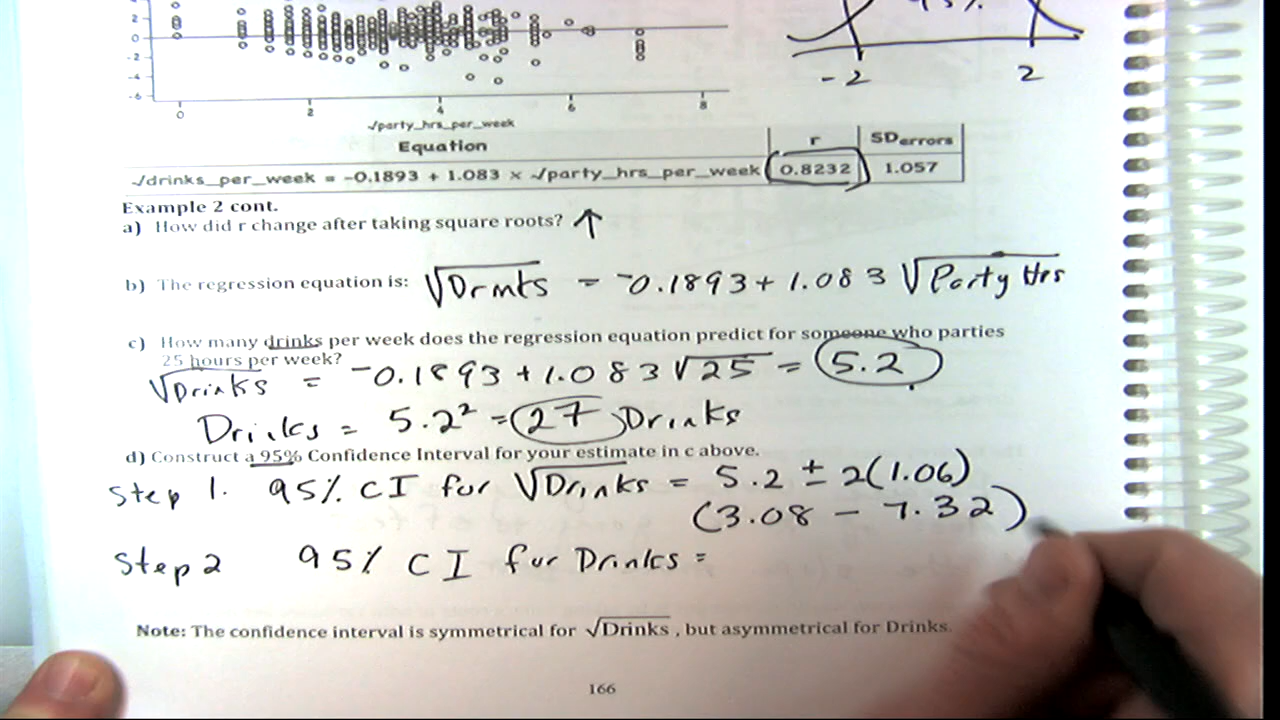 2
0
-2
-4
-6
0 2 4 6 8
√party_hrs_per_week
-2 2
Equation r SDerrors
√drinks_per_week = -0.1893 + 1.083 × √party_hrs_per_week 0.8232 1.057
Example 2 cont.
a) How did r change after taking square roots? ↑
b) The regression equation is: √Drinks = -0.1893 + 1.083 √Party Hrs
c) How many drinks per week does the regression equation predict for someone who parties
25 hours per week?
√Drinks = -0.1893 + 1.083 √25 = 5.2
Drinks = 5.2² = 27 Drinks
d) Construct a 95% Confidence Interval for your estimate in c above.
Step 1. 95% CI for √Drinks = 5.2 ± 2(1.06)
(3.08 - 7.32)
Step 2 95% CI for Drinks =
Note: The confidence interval is symmetrical for √Drinks, but asymmetrical for Drinks.
166